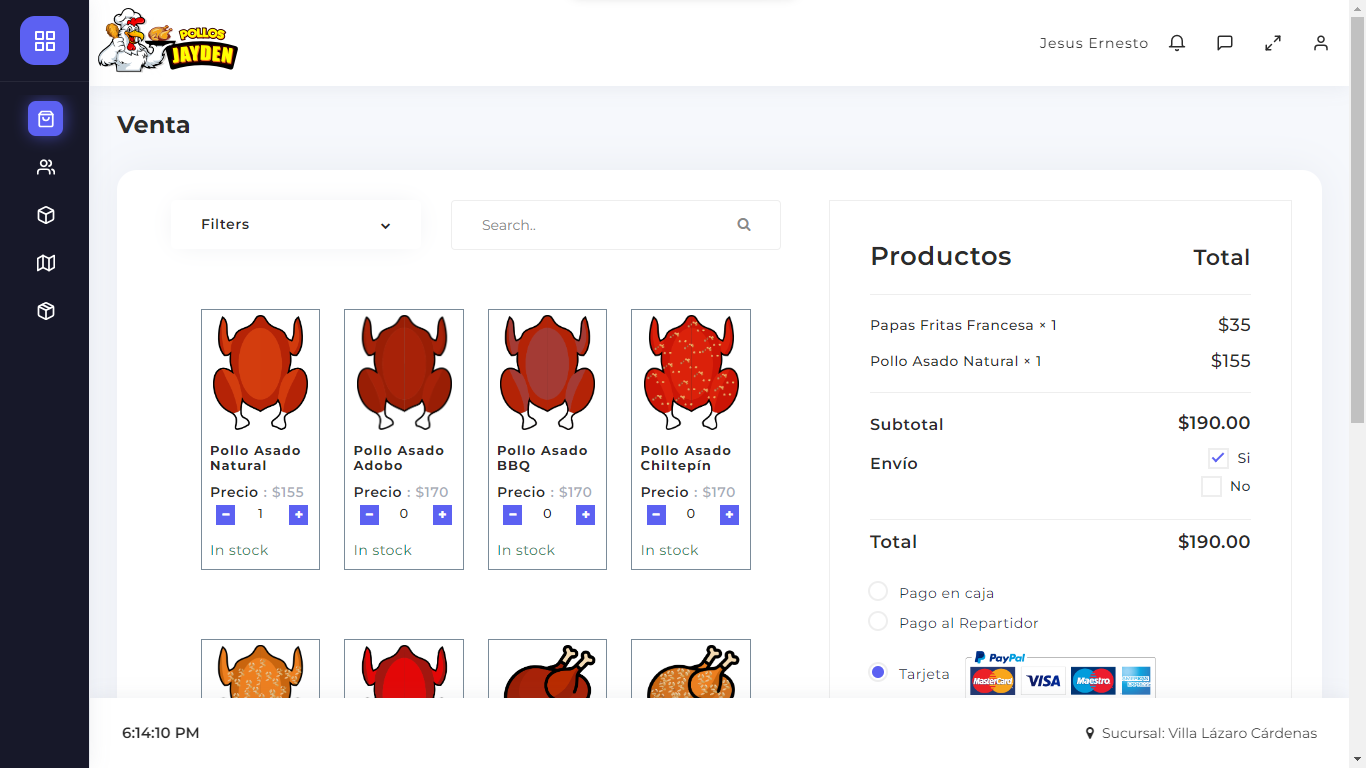 POLLOS
JAYDEN
Jesus Ernesto
Venta
Filters
Search..
Productos Total
Papas Fritas Francesa × 1 $35
Pollo Asado Natural × 1 $155
Subtotal $190.00
Envío Si
No
Total $190.00
Pago en caja
Pago al Repartidor
Tarjeta
PayPal
MasterCard VISA Maestro AMERICAN EXPRESS
Pollo Asado Natural
Precio : $155
1
In stock
Pollo Asado Adobo
Precio : $170
0
In stock
Pollo Asado BBQ
Precio : $170
0
In stock
Pollo Asado Chiltepín
Precio : $170
0
In stock
6:14:10 PM
Sucursal: Villa Lázaro Cárdenas